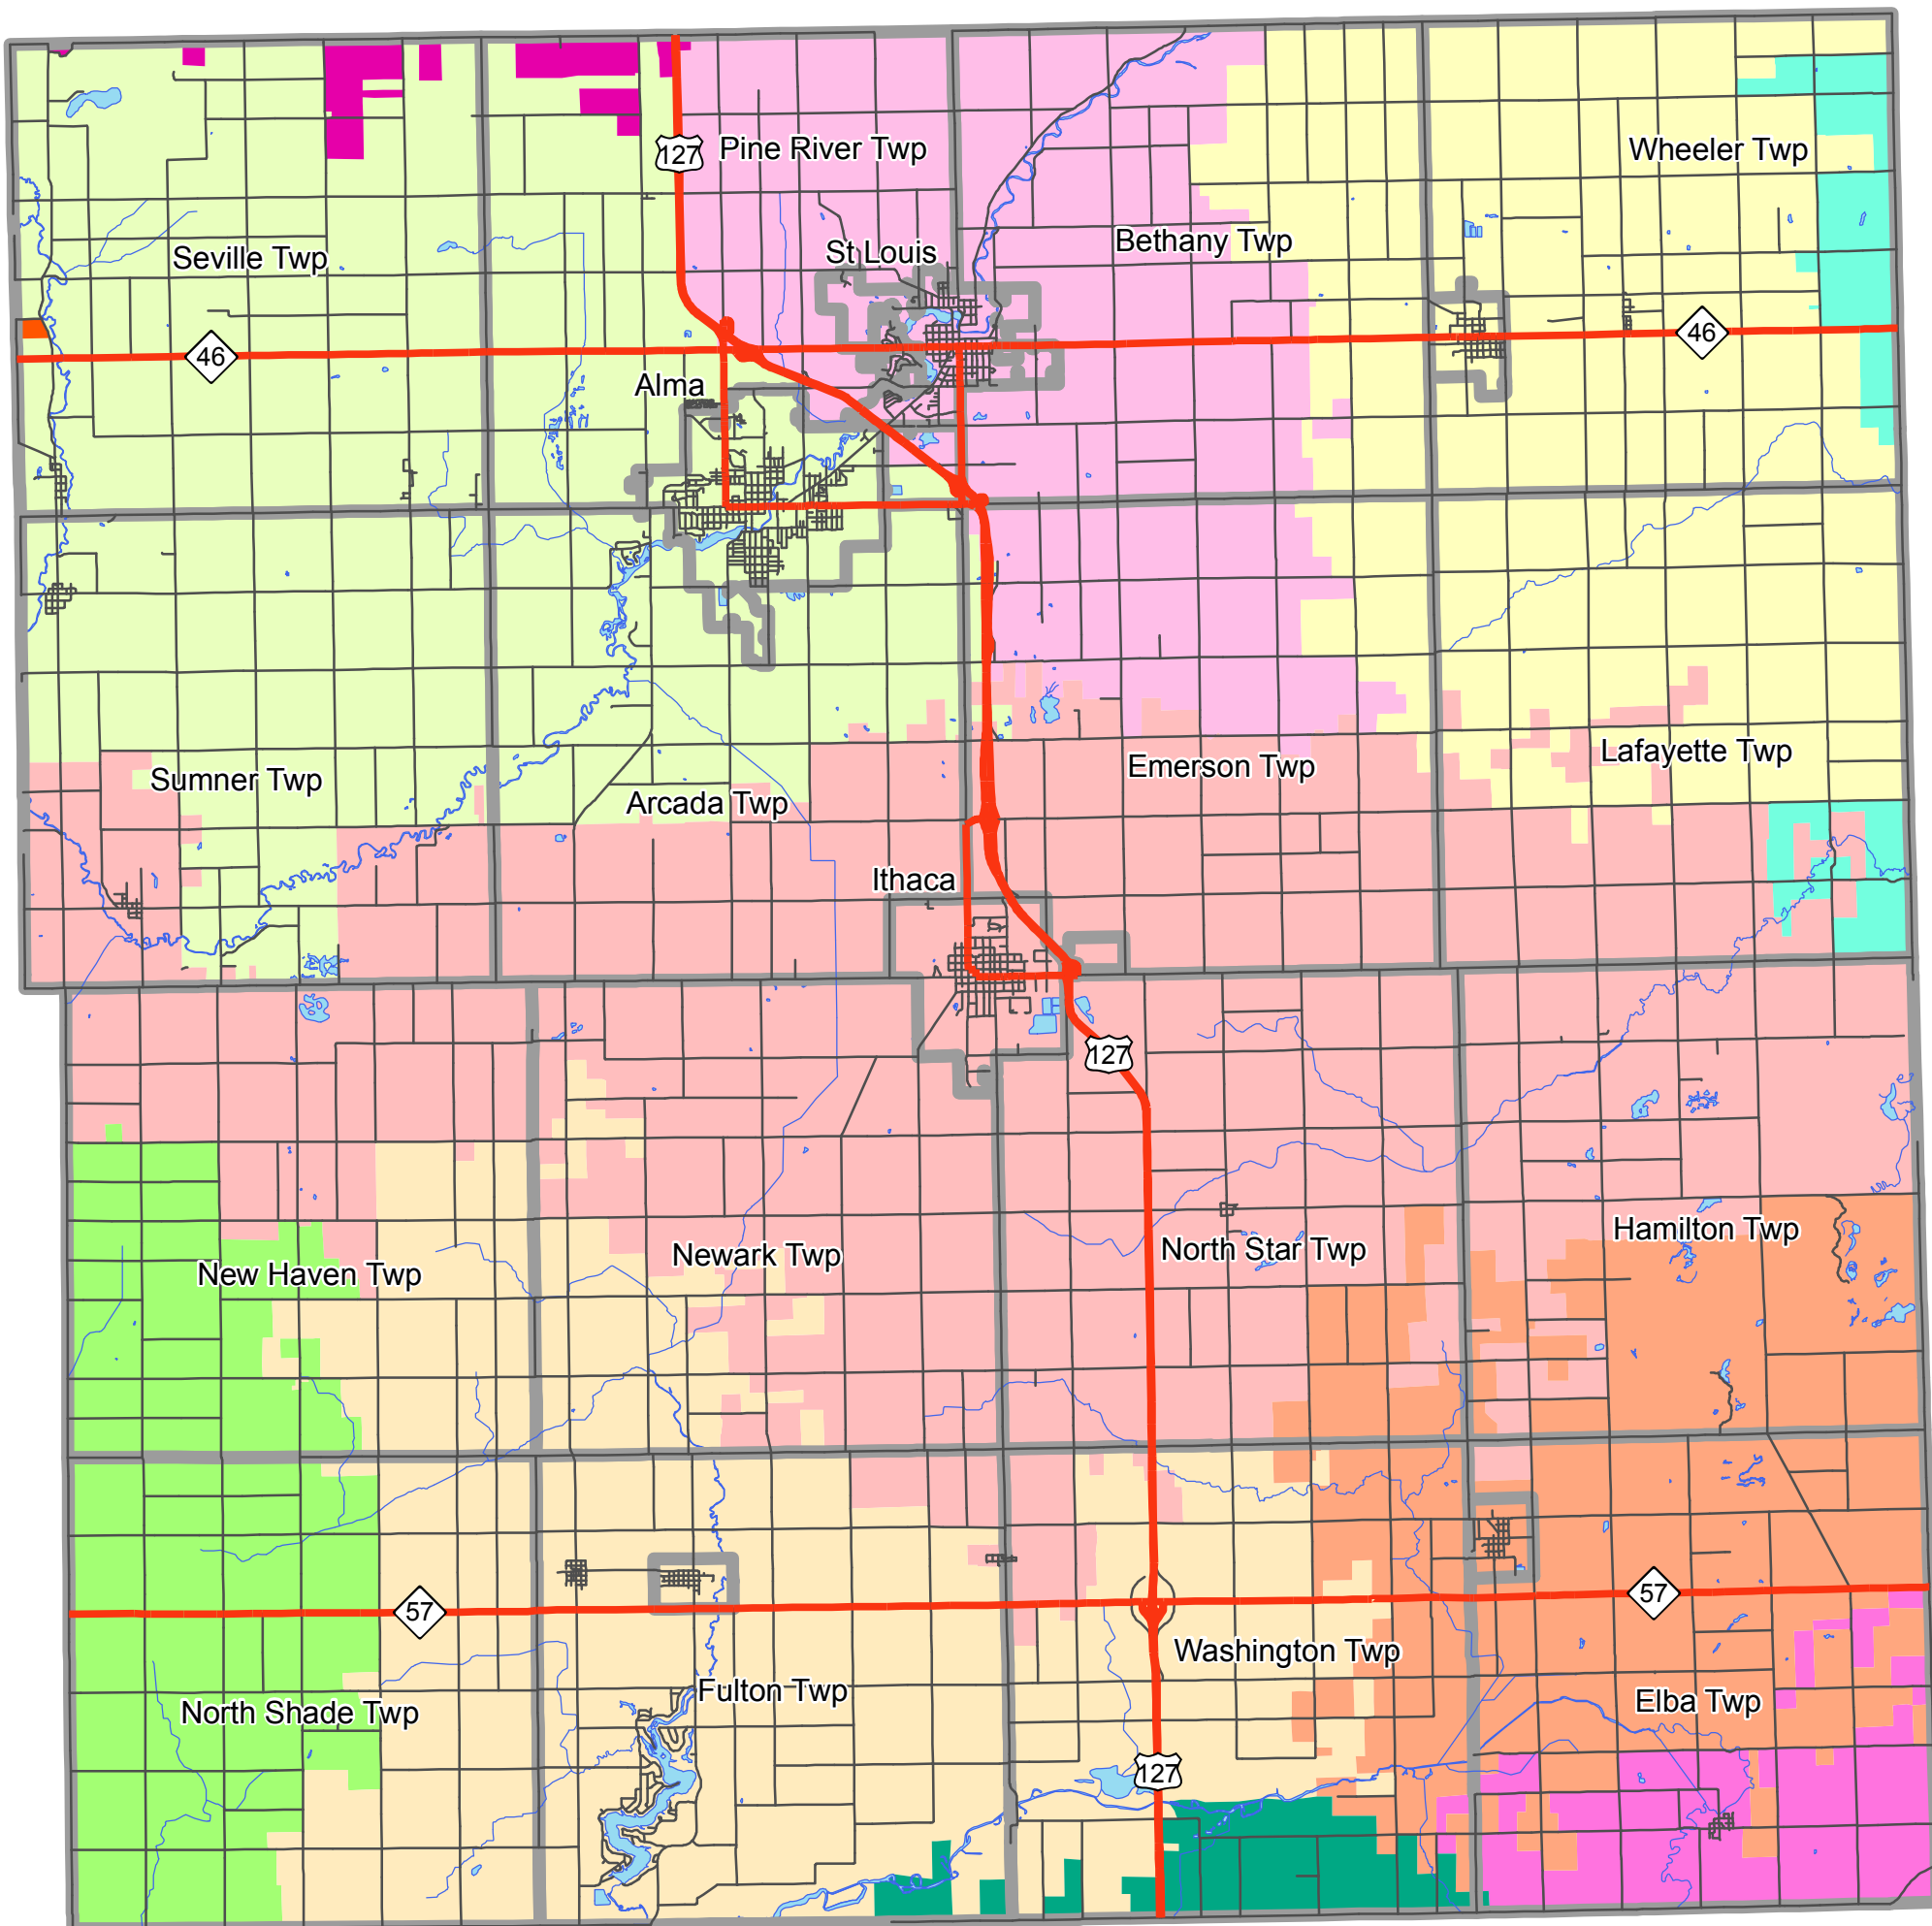 127
Pine River Twp
Wheeler Twp
Seville Twp
St Louis
Bethany Twp
46
46
Alma
Sumner Twp
Arcada Twp
Emerson Twp
Lafayette Twp
Ithaca
127
New Haven Twp
Newark Twp
North Star Twp
Hamilton Twp
57
57
North Shade Twp
Fulton Twp
Washington Twp
Elba Twp
127